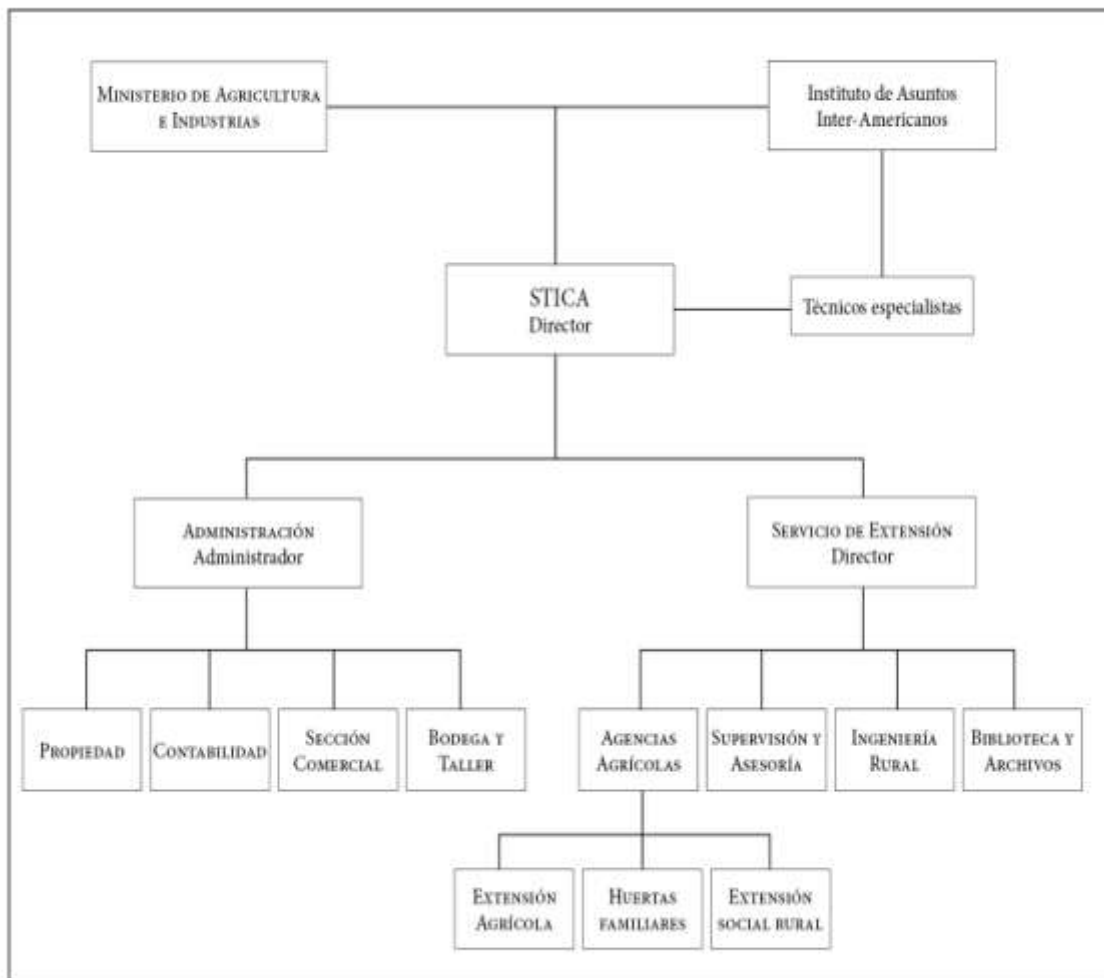 Ministerio de Agricultura
e Industrias
Instituto de Asuntos
Inter-Americanos
STICA
Director
Técnicos especialistas
Administración
Administrador
Servicio de Extensión
Director
Propiedad
Contabilidad
Sección
Comercial
Bodega y
Taller
Agencias
Agrícolas
Supervisión y
Asesoría
Ingeniería
Rural
Biblioteca y
Archivos
Extensión
Agrícola
Huertas
familiares
Extensión
social rural